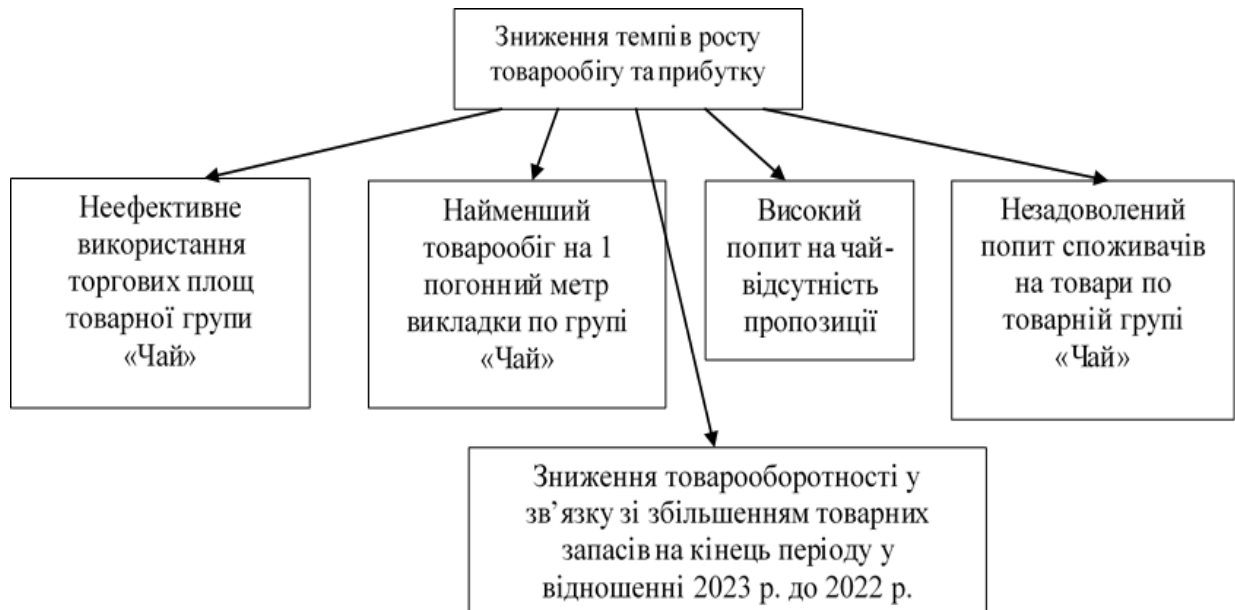 Зниження темпів росту
товарообігу та прибутку
Неефективне
використання
торгових площ
товарної групи
«Чай»
Найменший
товарообіг на 1
погонний метр
викладки по групі
«Чай»
Високий
попит на чай-
відсутність
пропозиції
Незадоволений
попит споживачів
на товари по
товарній групі
«Чай»
Зниження товарооборотності у
зв’язку зі збільшенням товарних
запасів на кінець періоду у
відношенні 2023 р. до 2022 р.